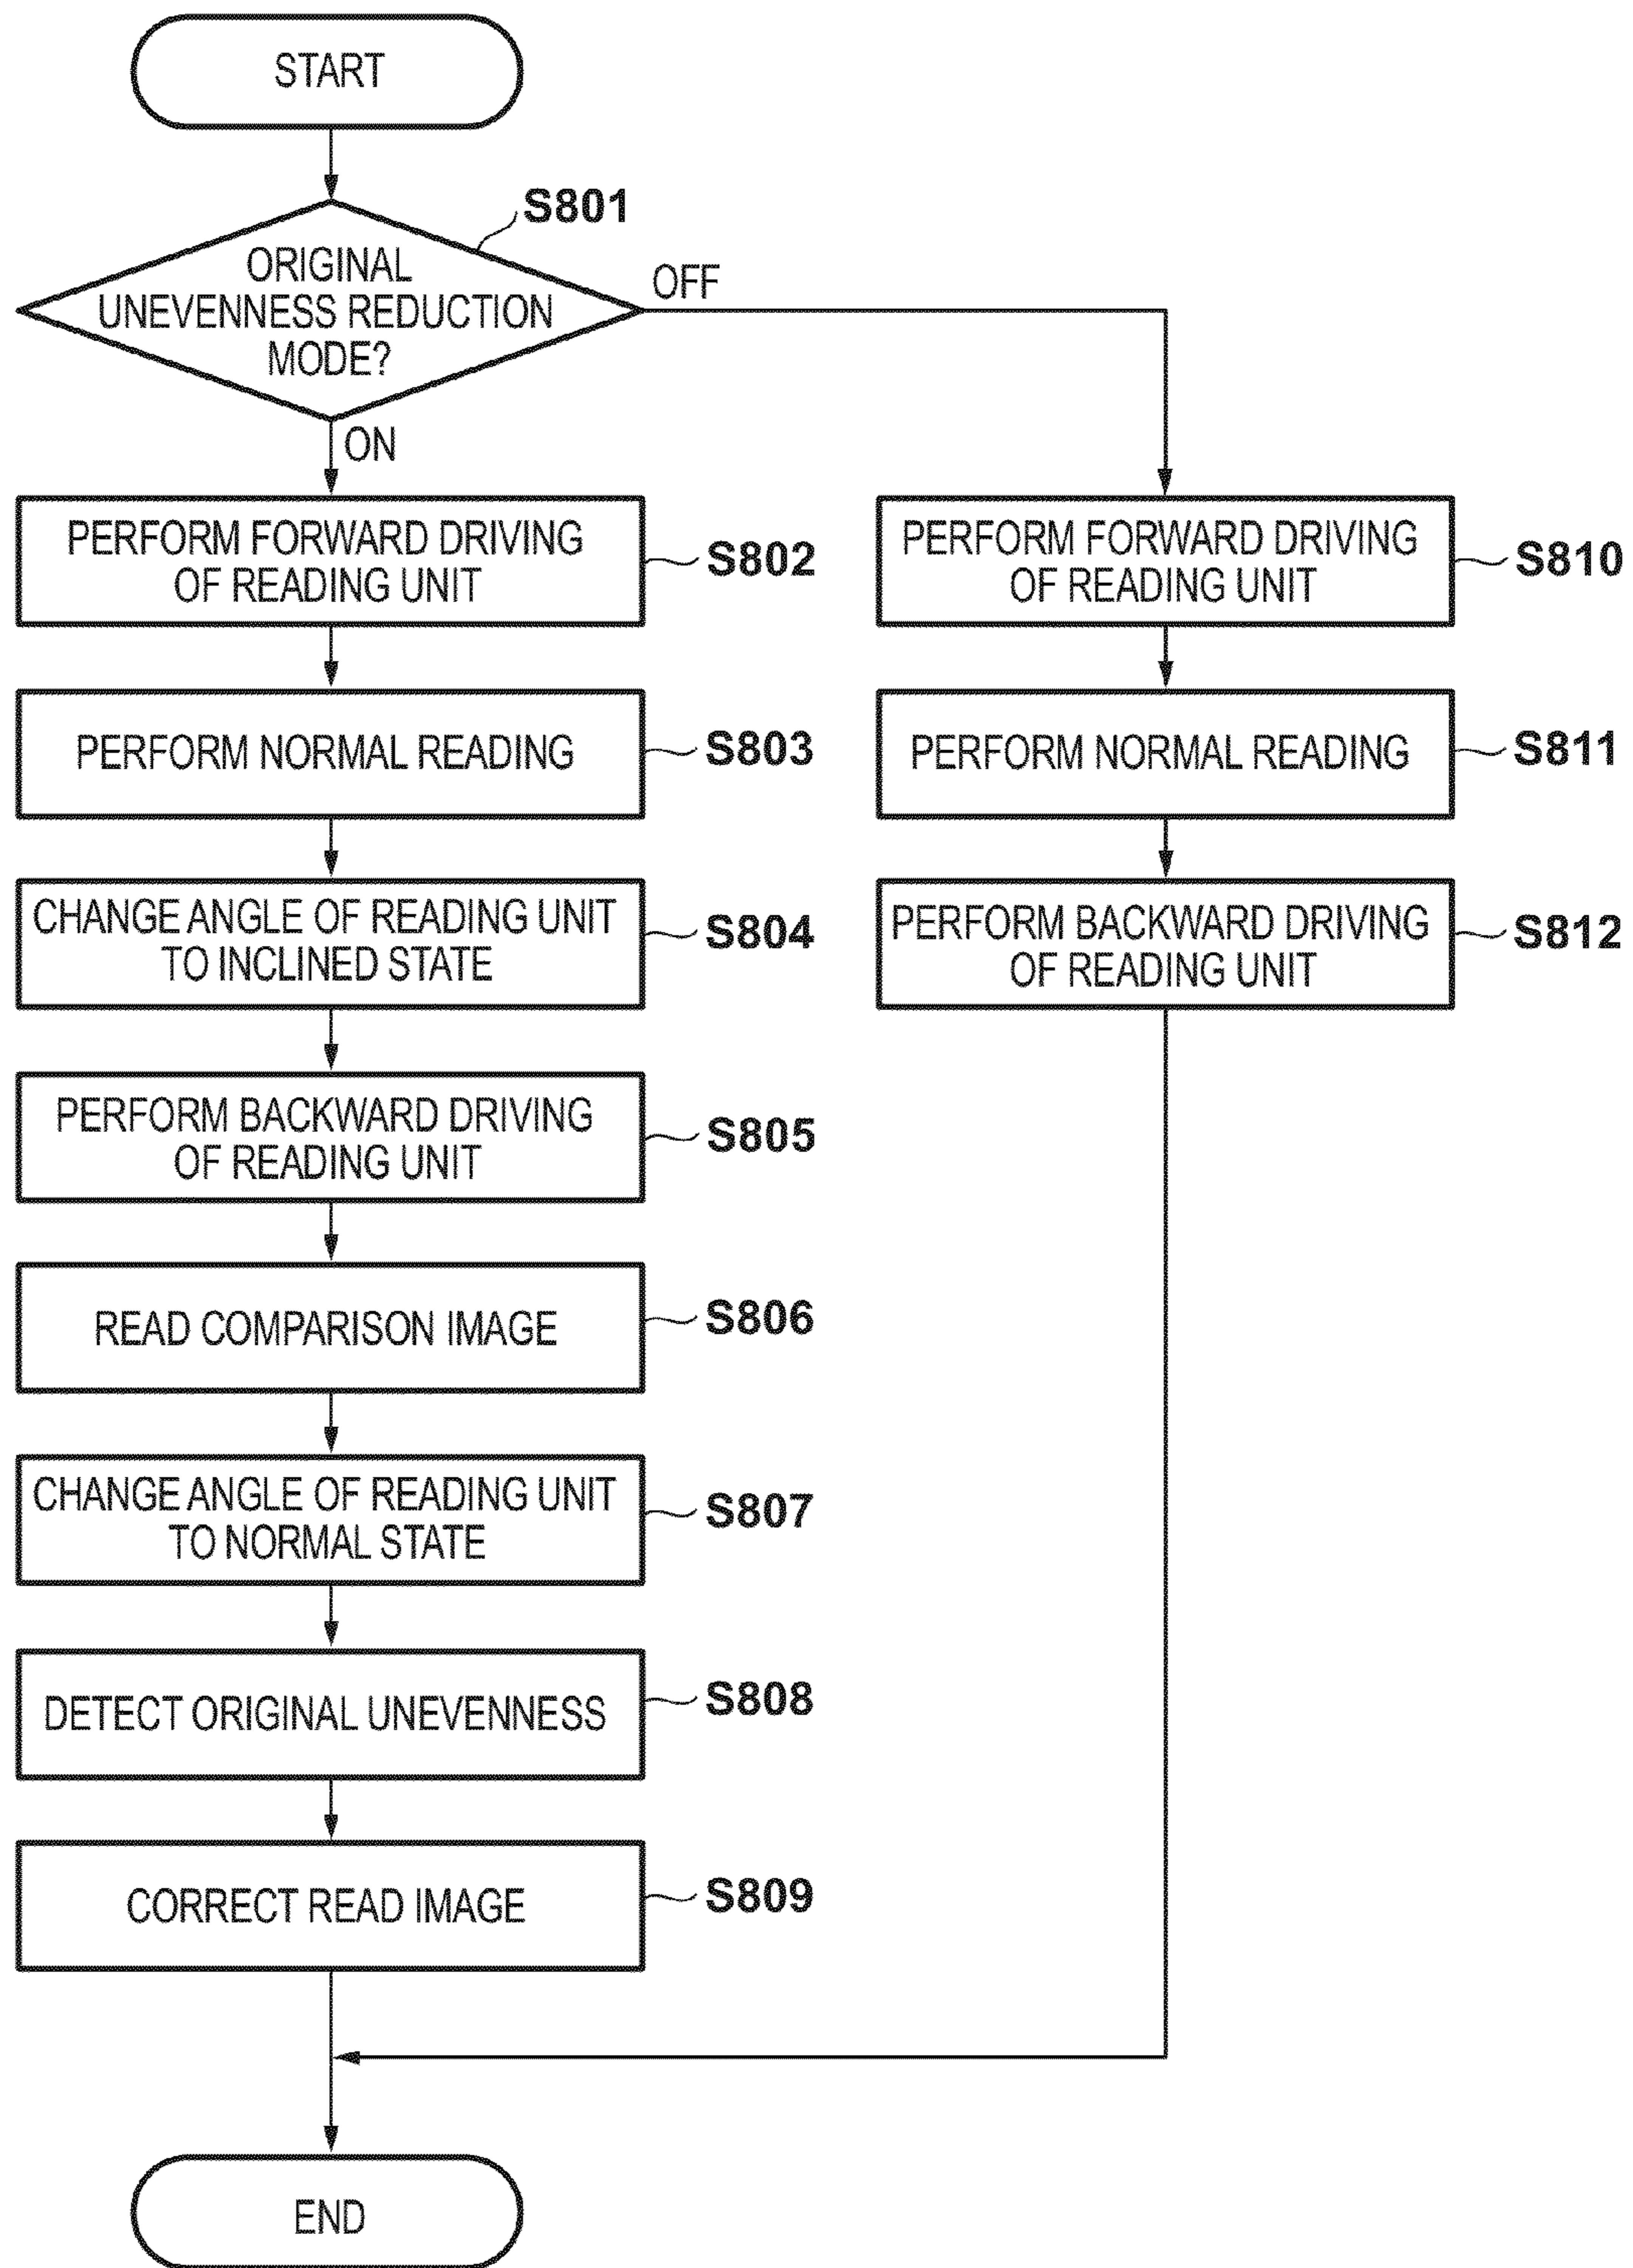 START
S801
ORIGINAL
UNEVENNESS REDUCTION
MODE?
OFF
ON
PERFORM FORWARD DRIVING
OF READING UNIT
S802
PERFORM NORMAL READING
S803
CHANGE ANGLE OF READING UNIT
TO INCLINED STATE
S804
PERFORM BACKWARD DRIVING
OF READING UNIT
S805
READ COMPARISON IMAGE
S806
CHANGE ANGLE OF READING UNIT
TO NORMAL STATE
S807
DETECT ORIGINAL UNEVENNESS
S808
CORRECT READ IMAGE
S809
PERFORM FORWARD DRIVING
OF READING UNIT
S810
PERFORM NORMAL READING
S811
PERFORM BACKWARD DRIVING
OF READING UNIT
S812
END